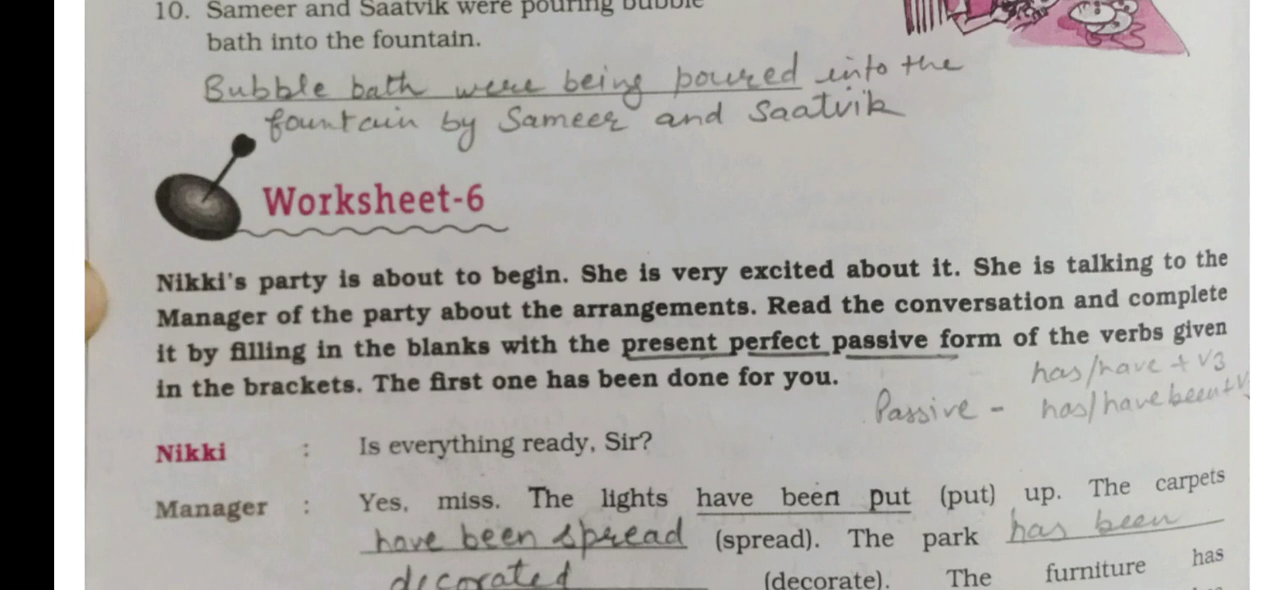 10. Sameer and Saatvik were pouring bubble
bath into the fountain.
Bubble bath were being poured into the
fountain by Sameer and Saatvik
Worksheet-6
Nikki's party is about to begin. She is very excited about it. She is talking to the
Manager of the party about the arrangements. Read the conversation and complete
it by filling in the blanks with the present perfect passive form of the verbs given
in the brackets. The first one has been done for you.
has/have + V3
Passive - has/have been+V
Nikki : Is everything ready, Sir?
Manager : Yes, miss. The lights have been put (put) up. The carpets
have been spread (spread). The park has been
decorated (decorate). The furniture has